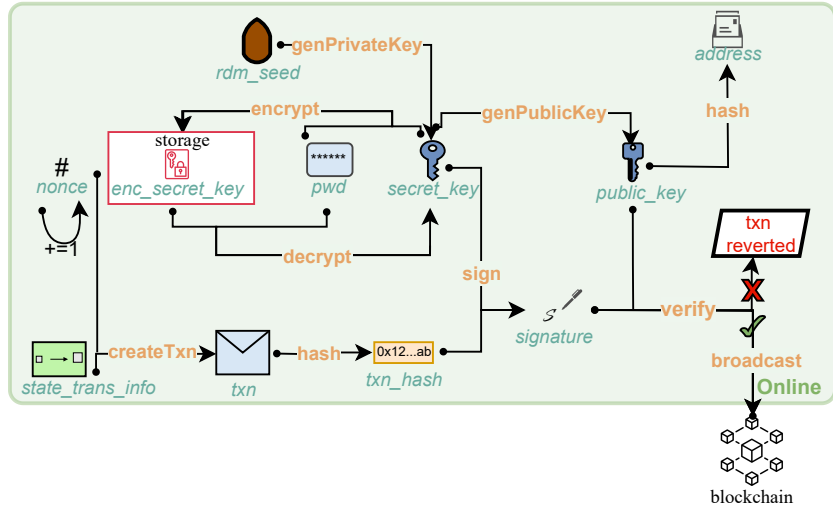 genPrivateKey
rdm_seed
address
encrypt
genPublicKey
hash
storage
#
nonce
enc_secret_key
******
pwd
secret_key
public_key
+=1
decrypt
sign
txn
reverted
X
signature
verify
createTxn
hash
0x12...ab
state_trans_info
txn
txn_hash
broadcast
Online
blockchain